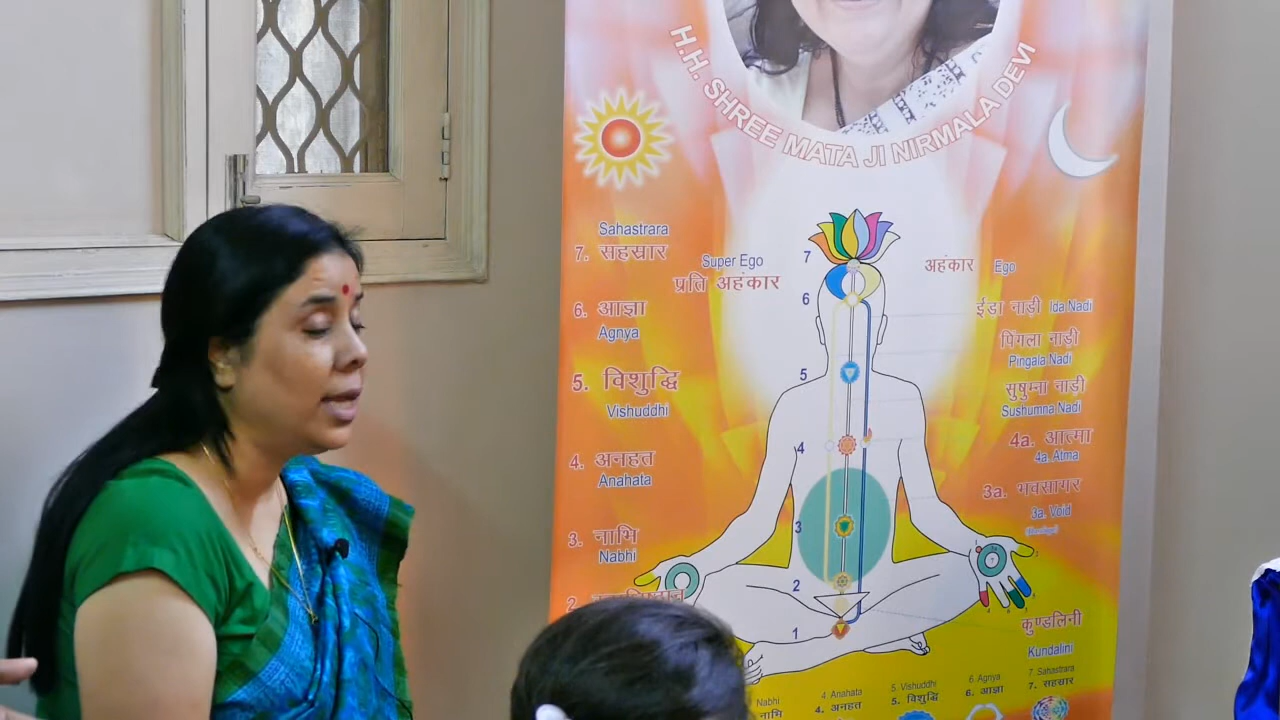 H.H. SHREE MATA JI NIRMALA DEVI
Sahastrara
7. सहस्रार
Super Ego
प्रति अहंकार
अहंकार Ego
6. आज्ञा
Agnya
5. विशुद्धि
Vishuddhi
4. अनहत
Anahata
3. नाभि
Nabhi
2.
7
6
5
4
3
2
1
ईडा नाड़ी Ida Nadi
पिंगला नाड़ी
Pingala Nadi
सुषुम्ना नाड़ी
Sushumna Nadi
4a. आत्मा
4a. Atma
3a. भवसागर
3a. Void
कुण्डलिनी
Kundalini
Nabhi
नाभि
4 Anahata
4. अनहत
5. Vishuddhi
5. विशुद्धि
6 Agnya
6. आज्ञा
7. Sahastrara
7. सहस्रार